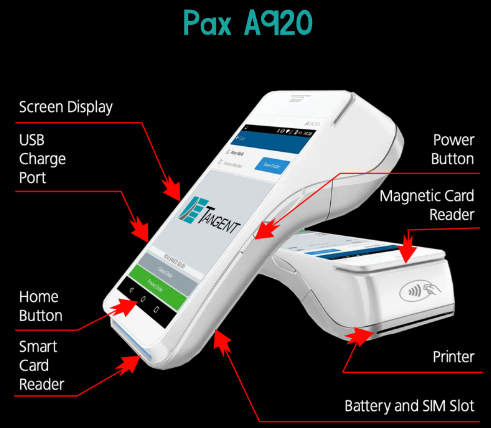 Pax A920
Screen Display
USB
Charge
Port
Power
Button
Magnetic Card
Reader
TANGENT
Home
Button
Smart
Card
Reader
Printer
Battery and SIM Slot